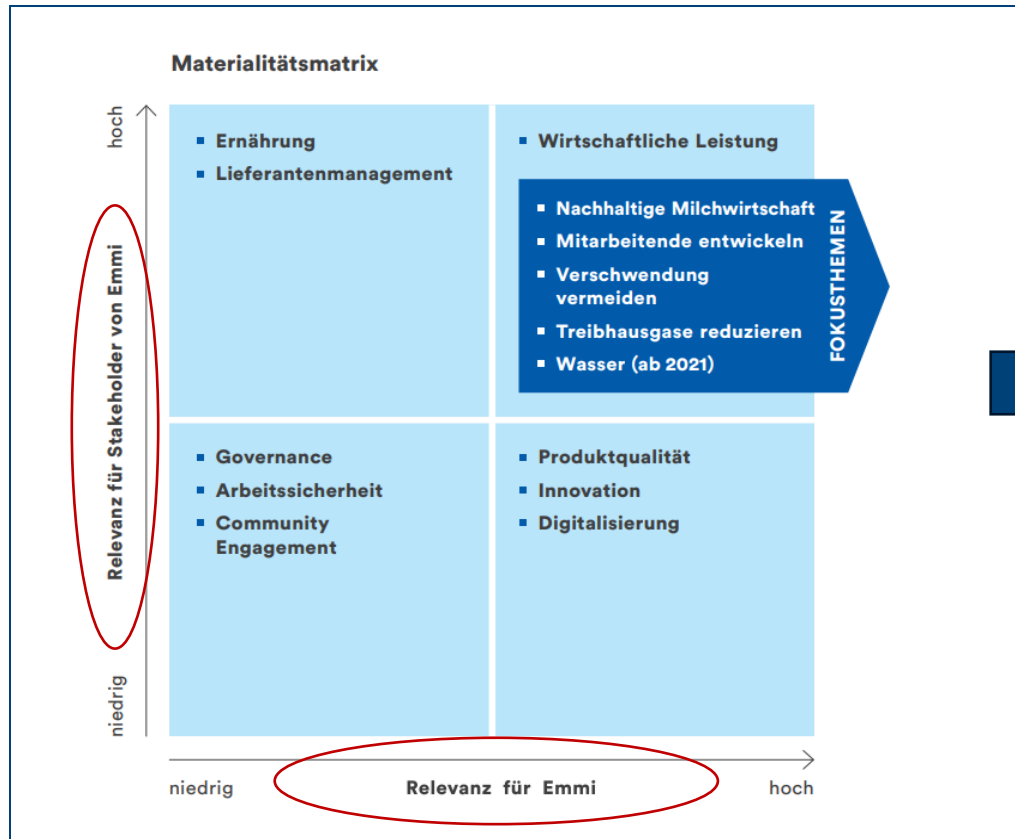 Materialitätsmatrix
hoch
Relevanz für Stakeholder von Emmi
niedrig
Ernährung
Lieferantenmanagement
Wirtschaftliche Leistung
Nachhaltige Milchwirtschaft
Mitarbeitende entwickeln
Verschwendung
vermeiden
Treibhausgase reduzieren
Wasser (ab 2021)
FOKUSTHEMEN
Governance
Arbeitssicherheit
Community
Engagement
Produktqualität
Innovation
Digitalisierung
niedrig
Relevanz für Emmi
hoch